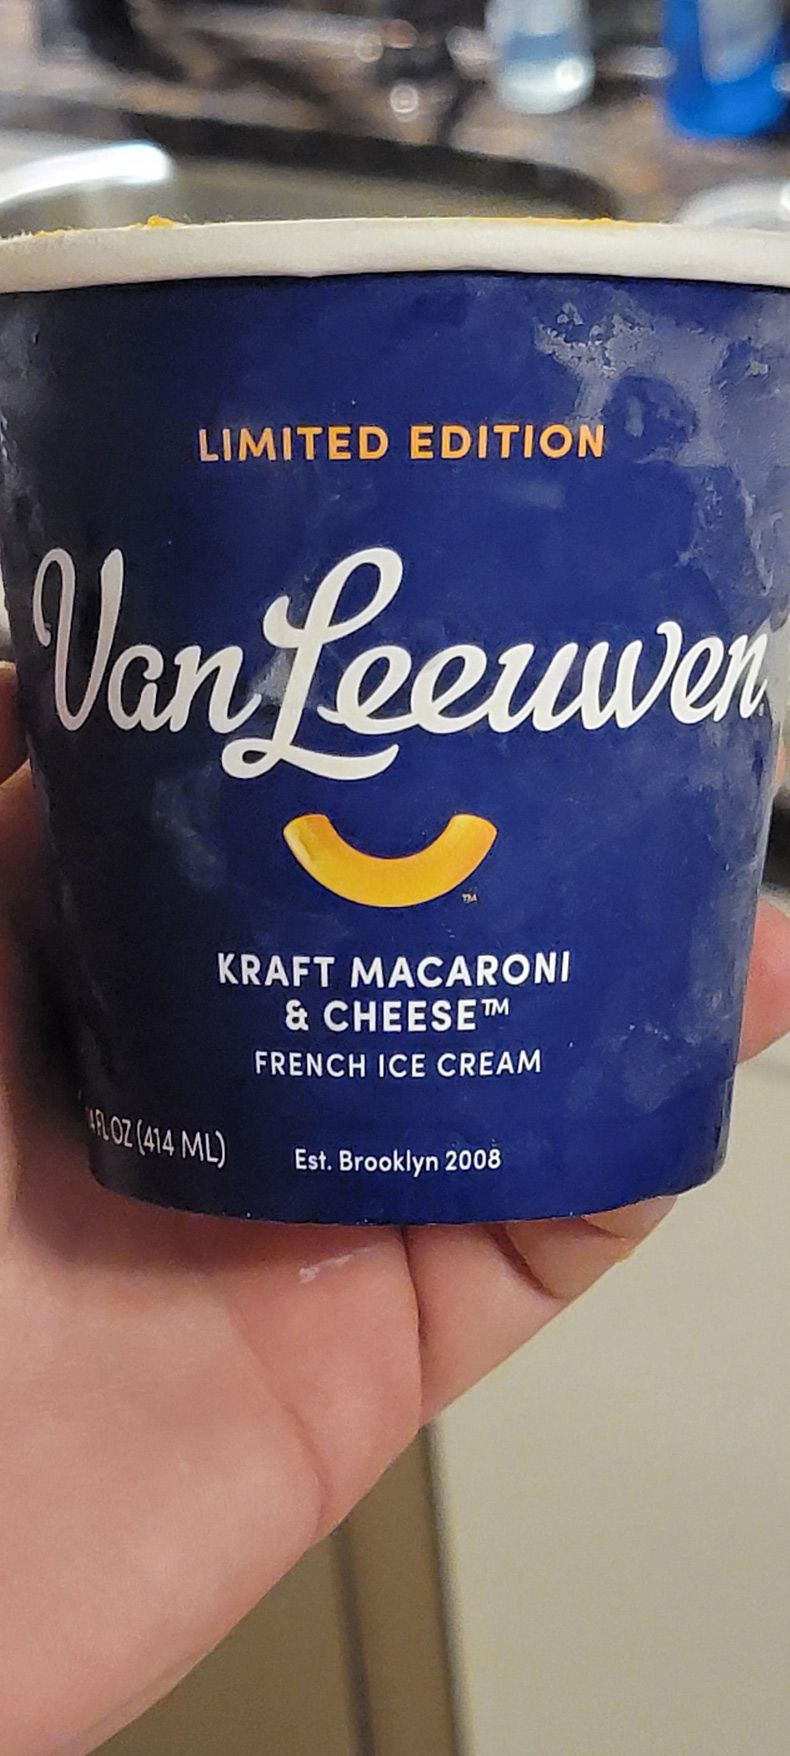 LIMITED EDITION
Van Leeuwen
KRAFT MACARONI
& CHEESE™
FRENCH ICE CREAM
FL OZ (414 ML)
Est. Brooklyn 2008